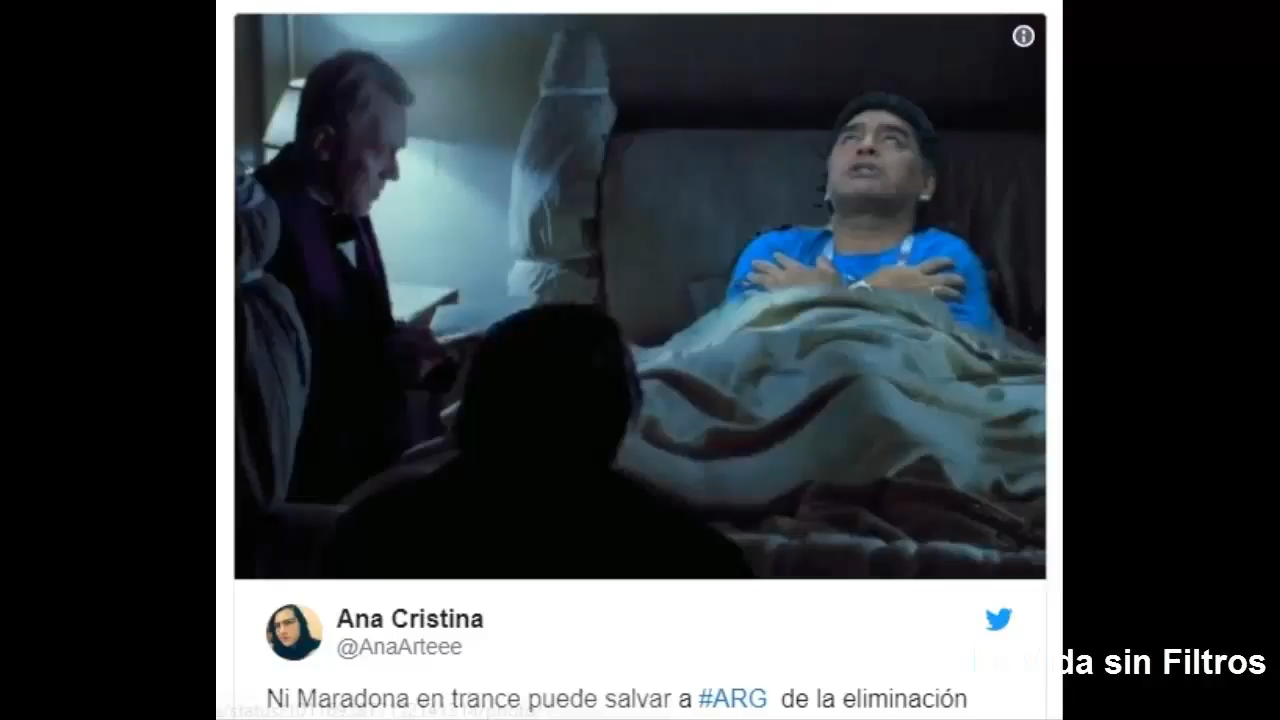 Ana Cristina
@AnaArteee
da sin Filtros
Ni Maradona en trance puede salvar a #ARG de la eliminación